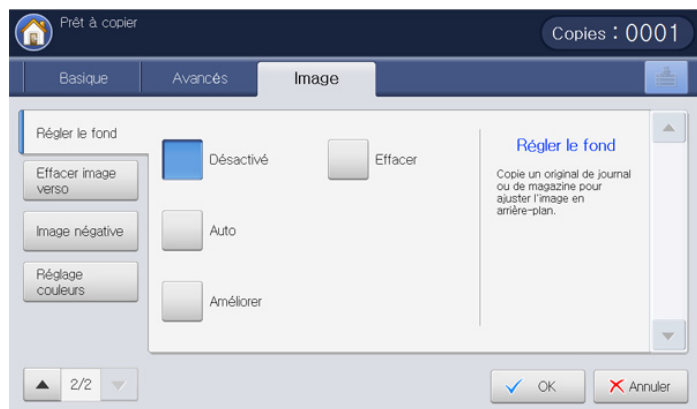 Prêt à copier
Copies : 0001
Basique
Avancés
Image
Régler le fond
Effacer image
verso
Image négative
Réglage
couleurs
Désactivé
Effacer
Auto
Améliorer
Régler le fond
Copie un original de journal
ou de magazine pour
ajuster l'image en
arrière-plan.
2/2
OK
Annuler